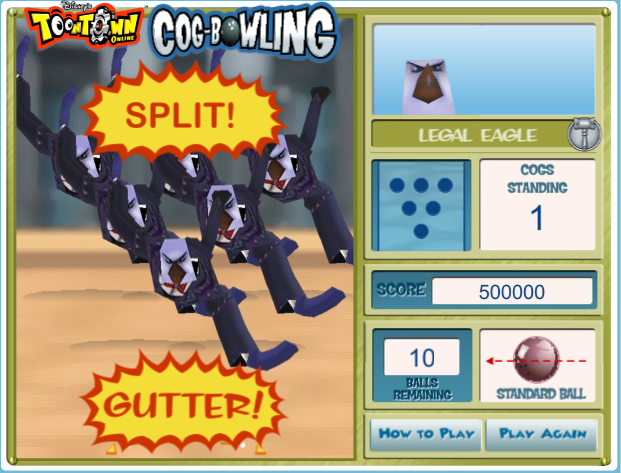 Disney's
TOONTOWN
ONLINE
COG-BOWLING
SPLIT!
LEGAL EAGLE
COGS
STANDING
1
SCORE 500000
10
BALLS
REMAINING
STANDARD BALL
GUTTER!
HOW TO PLAY
PLAY AGAIN